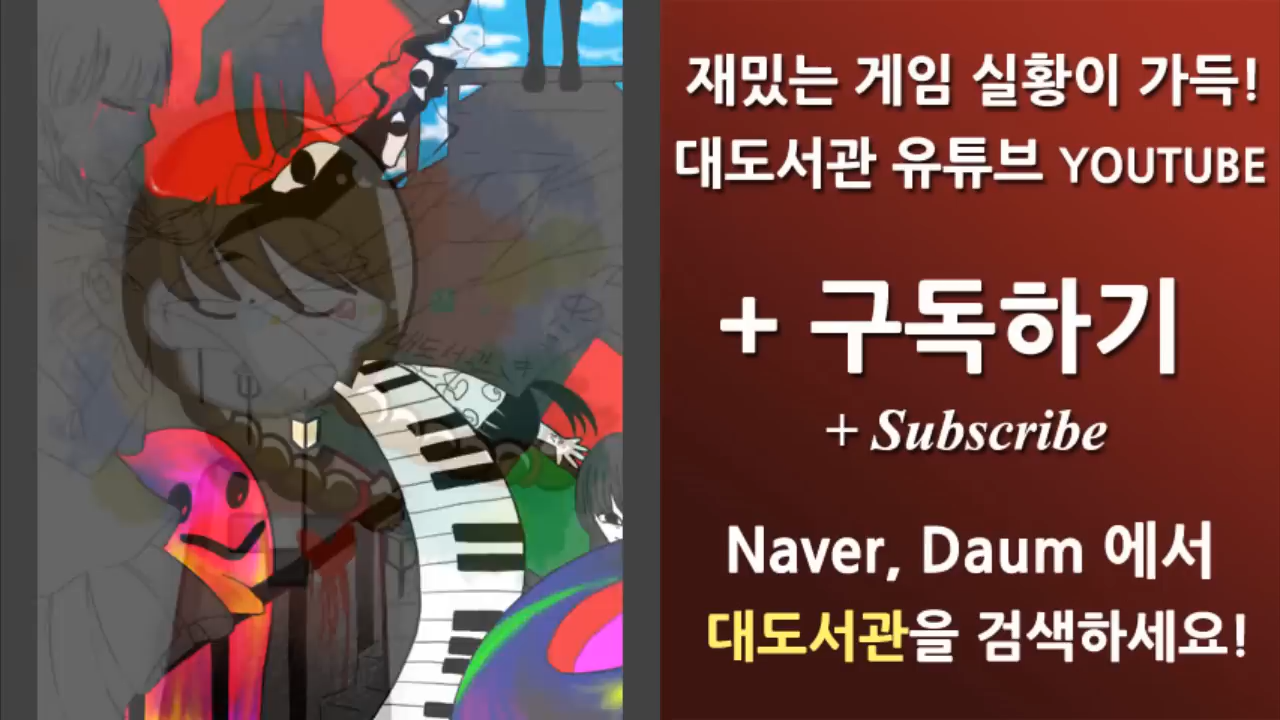 재밌는 게임 실황이 가득!
대도서관 유튜브 YOUTUBE
+ 구독하기
+ Subscribe
Naver, Daum 에서
대도서관을 검색하세요!